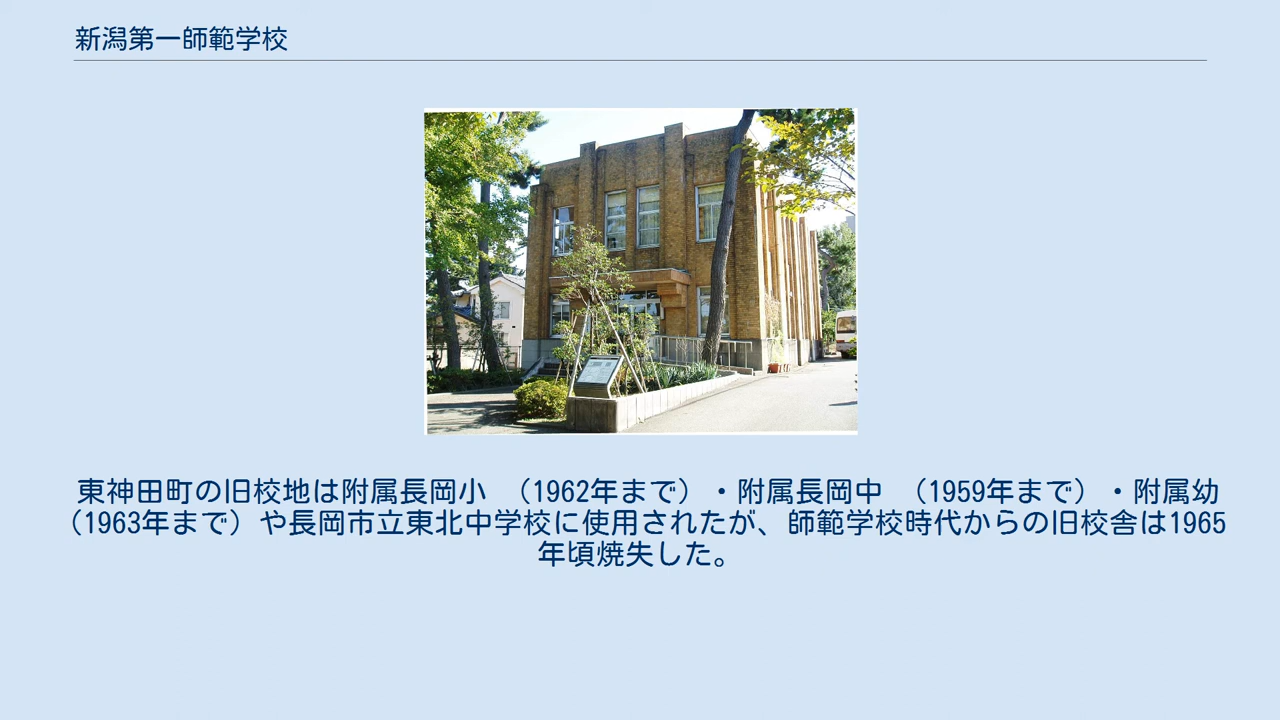 新潟第一師範学校
東神田町の旧校地は附属長岡小 （1962年まで）・附属長岡中 （1959年まで）・附属幼
（1963年まで）や長岡市立東北中学校に使用されたが、師範学校時代からの旧校舎は1965
年頃焼失した。